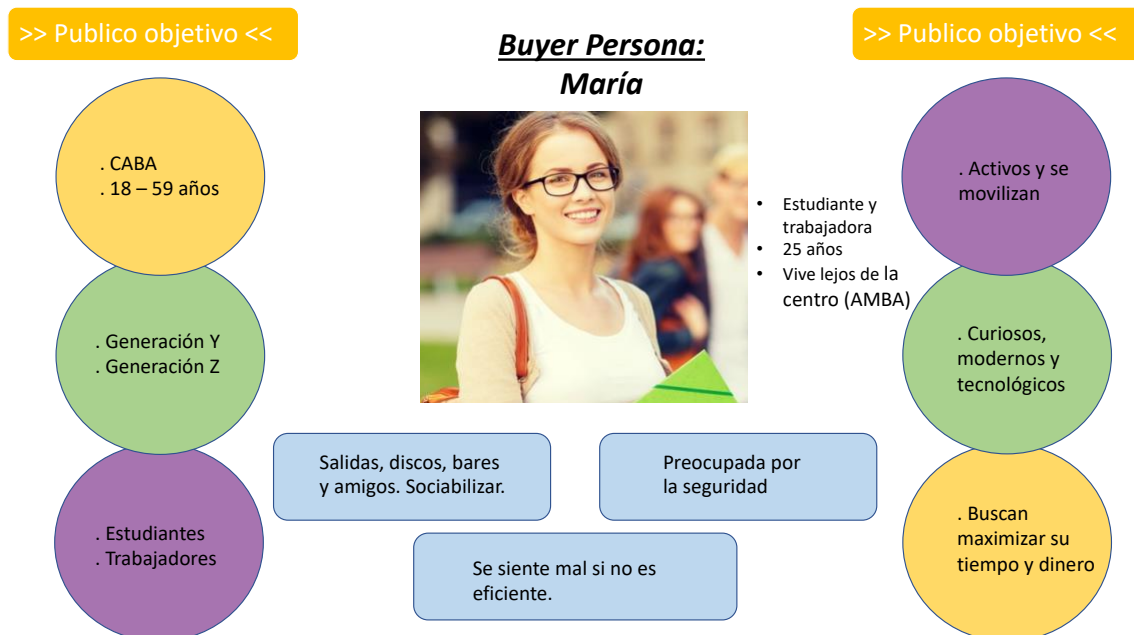 >> Publico objetivo <<
. CABA
. 18 – 59 años
. Generación Y
. Generación Z
. Estudiantes
. Trabajadores
Buyer Persona:
María
• Estudiante y
trabajadora
• 25 años
• Vive lejos de la
centro (AMBA)
Salidas, discos, bares
y amigos. Sociabilizar.
Preocupada por
la seguridad
Se siente mal si no es
eficiente.
>> Publico objetivo <<
. Activos y se
movilizan
. Curiosos,
modernos y
tecnológicos
. Buscan
maximizar su
tiempo y dinero